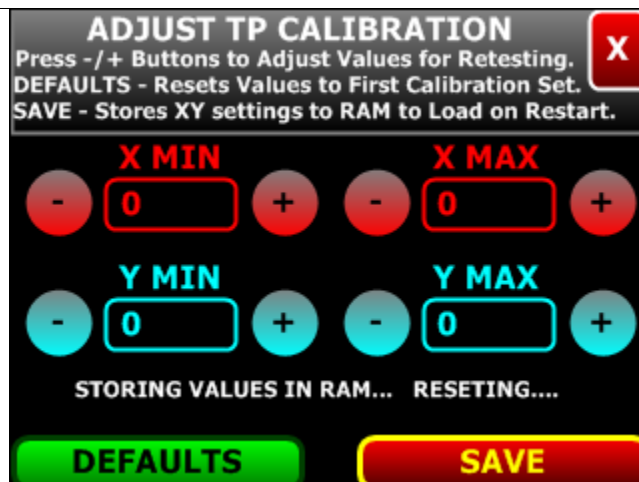 ADJUST TP CALIBRATION
X
Press -/+ Buttons to Adjust Values for Retesting.
DEFAULTS - Resets Values to First Calibration Set.
SAVE - Stores XY settings to RAM to Load on Restart.
X MIN X MAX
- 0 + - 0 +
Y MIN Y MAX
- 0 + - 0 +
STORING VALUES IN RAM... RESETING....
DEFAULTS SAVE